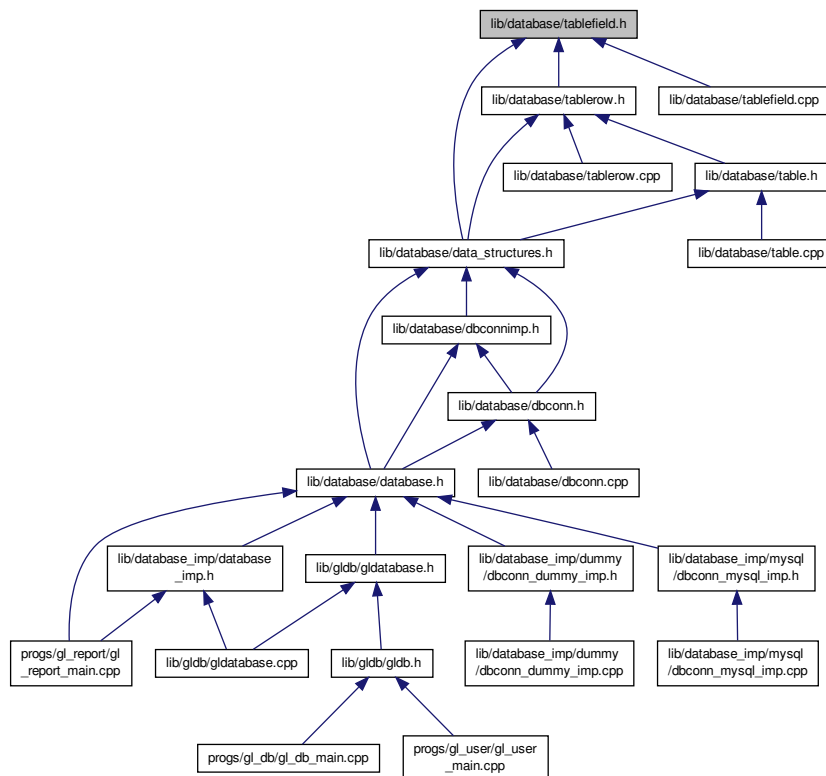 lib/database/tablefield.h
lib/database/tablerow.h
lib/database/tablefield.cpp
lib/database/tablerow.cpp
lib/database/table.h
lib/database/data_structures.h
lib/database/table.cpp
lib/database/dbconnimp.h
lib/database/dbconn.h
lib/database/database.h
lib/database/dbconn.cpp
lib/database_imp/database
_imp.h
lib/gldb/gldatabase.h
lib/database_imp/dummy
/dbconn_dummy_imp.h
lib/database_imp/mysql
/dbconn_mysql_imp.h
progs/gl_report/gl
_report_main.cpp
lib/gldb/gldatabase.cpp
lib/gldb/gldb.h
lib/database_imp/dummy
/dbconn_dummy_imp.cpp
lib/database_imp/mysql
/dbconn_mysql_imp.cpp
progs/gl_db/gl_db_main.cpp
progs/gl_user/gl_user
_main.cpp